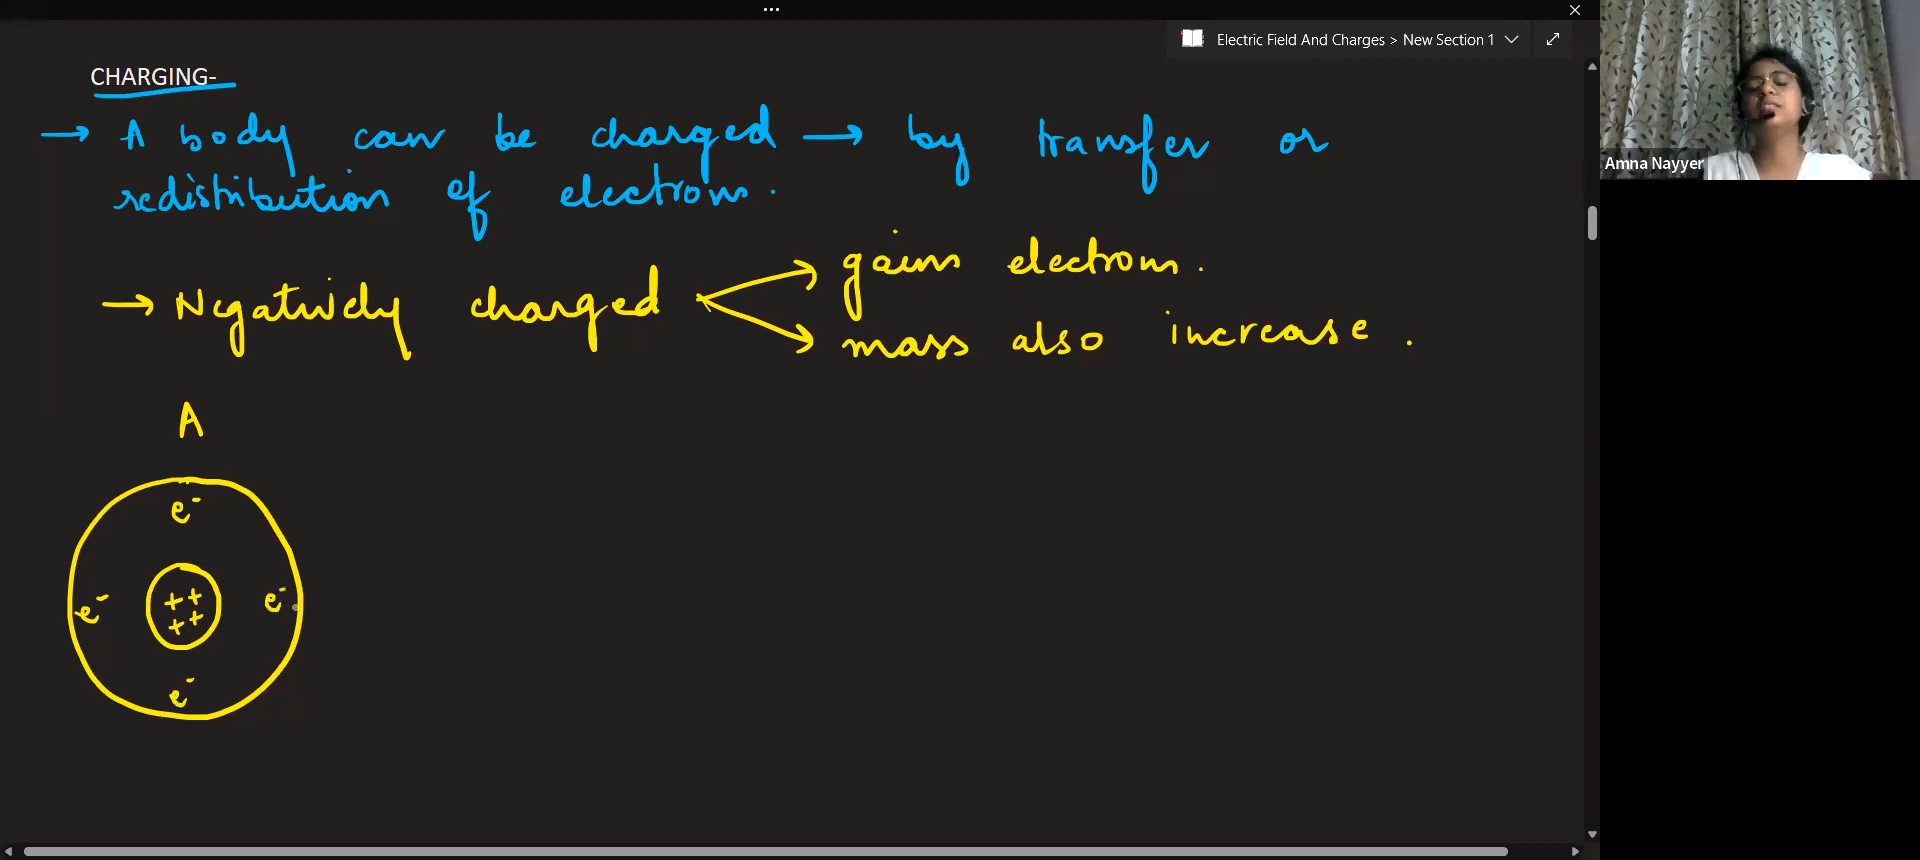 Electric Field And Charges > New Section 1
CHARGING-
→ A body can be charged → by transfer or
redistribution of electrons.
→ Negatively charged
gains electrons.
mass also increase.
Amna Nayyer
A
e⁻
e⁻ ++ e⁻
++
e⁻